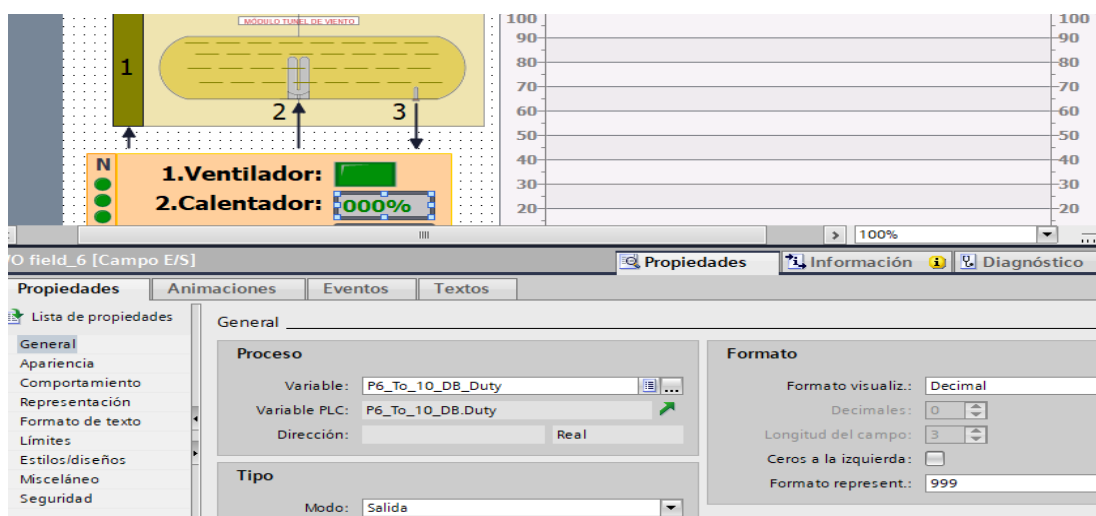 MÓDULO TUNEL DE VIENTO
1
2
3
N
1.Ventilador:
2.Calentador: 000%
100 100
90 90
80 80
70 70
60 60
50 50
40 40
30 30
20 20
100%
/O field_6 [Campo E/S]
Propiedades Información Diagnóstico
Propiedades Animaciones Eventos Textos
Lista de propiedades
General
Apariencia
Comportamiento
Representación
Formato de texto
Límites
Estilos/diseños
Misceláneo
Seguridad
General
Proceso
Variable: P6_To_10_DB_Duty ...
Variable PLC: P6_To_10_DB.Duty
Dirección: Real
Tipo
Modo: Salida
Formato
Formato visualiz.: Decimal
Decimales: 0
Longitud del campo: 3
Ceros a la izquierda:
Formato represent.: 999